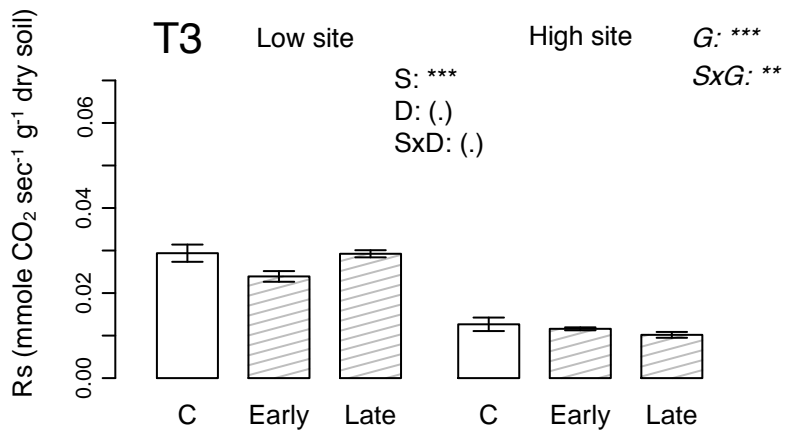 T3
Low site
High site
G: ***
SxG: **
S: ***
D: (.)
SxD: (.)
Rs (mmole CO₂ sec⁻¹ g⁻¹ dry soil)
0.06
0.04
0.02
0.00
C Early Late C Early Late